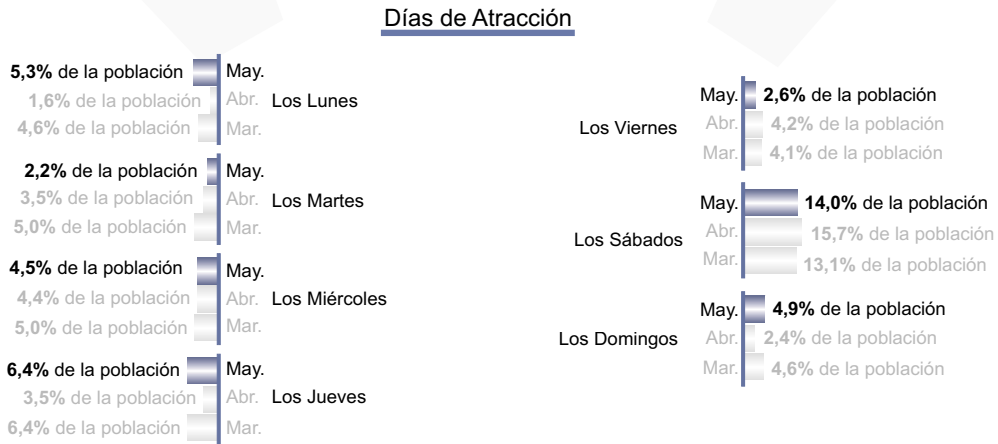 Días de Atracción
5,3% de la población May.
1,6% de la población Abr. Los Lunes
4,6% de la población Mar.
2,2% de la población May.
3,5% de la población Abr. Los Martes
5,0% de la población Mar.
4,5% de la población May.
4,4% de la población Abr. Los Miércoles
5,0% de la población Mar.
6,4% de la población May.
3,5% de la población Abr. Los Jueves
6,4% de la población Mar.
May. 2,6% de la población
Los Viernes Abr. 4,2% de la población
Mar. 4,1% de la población
May. 14,0% de la población
Los Sábados Abr. 15,7% de la población
Mar. 13,1% de la población
May. 4,9% de la población
Los Domingos Abr. 2,4% de la población
Mar. 4,6% de la población